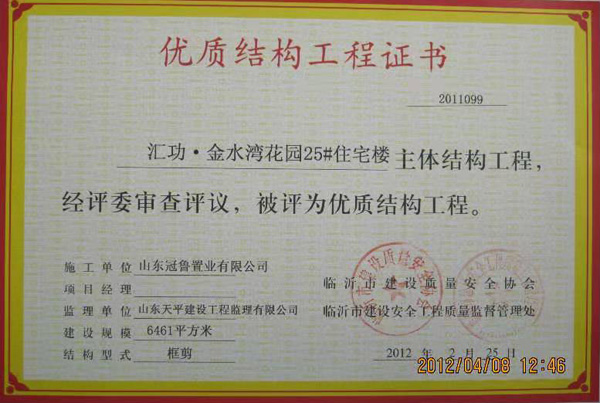 优质结构工程证书
2011099
汇功·金水湾花园25#住宅楼主体结构工程，
经评委审查评议，被评为优质结构工程。
施工单位 山东冠鲁置业有限公司
项目经理
监理单位 山东天平建设工程监理有限公司
建设规模 6461平方米
结构型式 框剪
临沂市建设质量安全协会
临沂市建设安全工程质量监督管理处
2012 年 2 月 25 日
2012/04/08 12:46